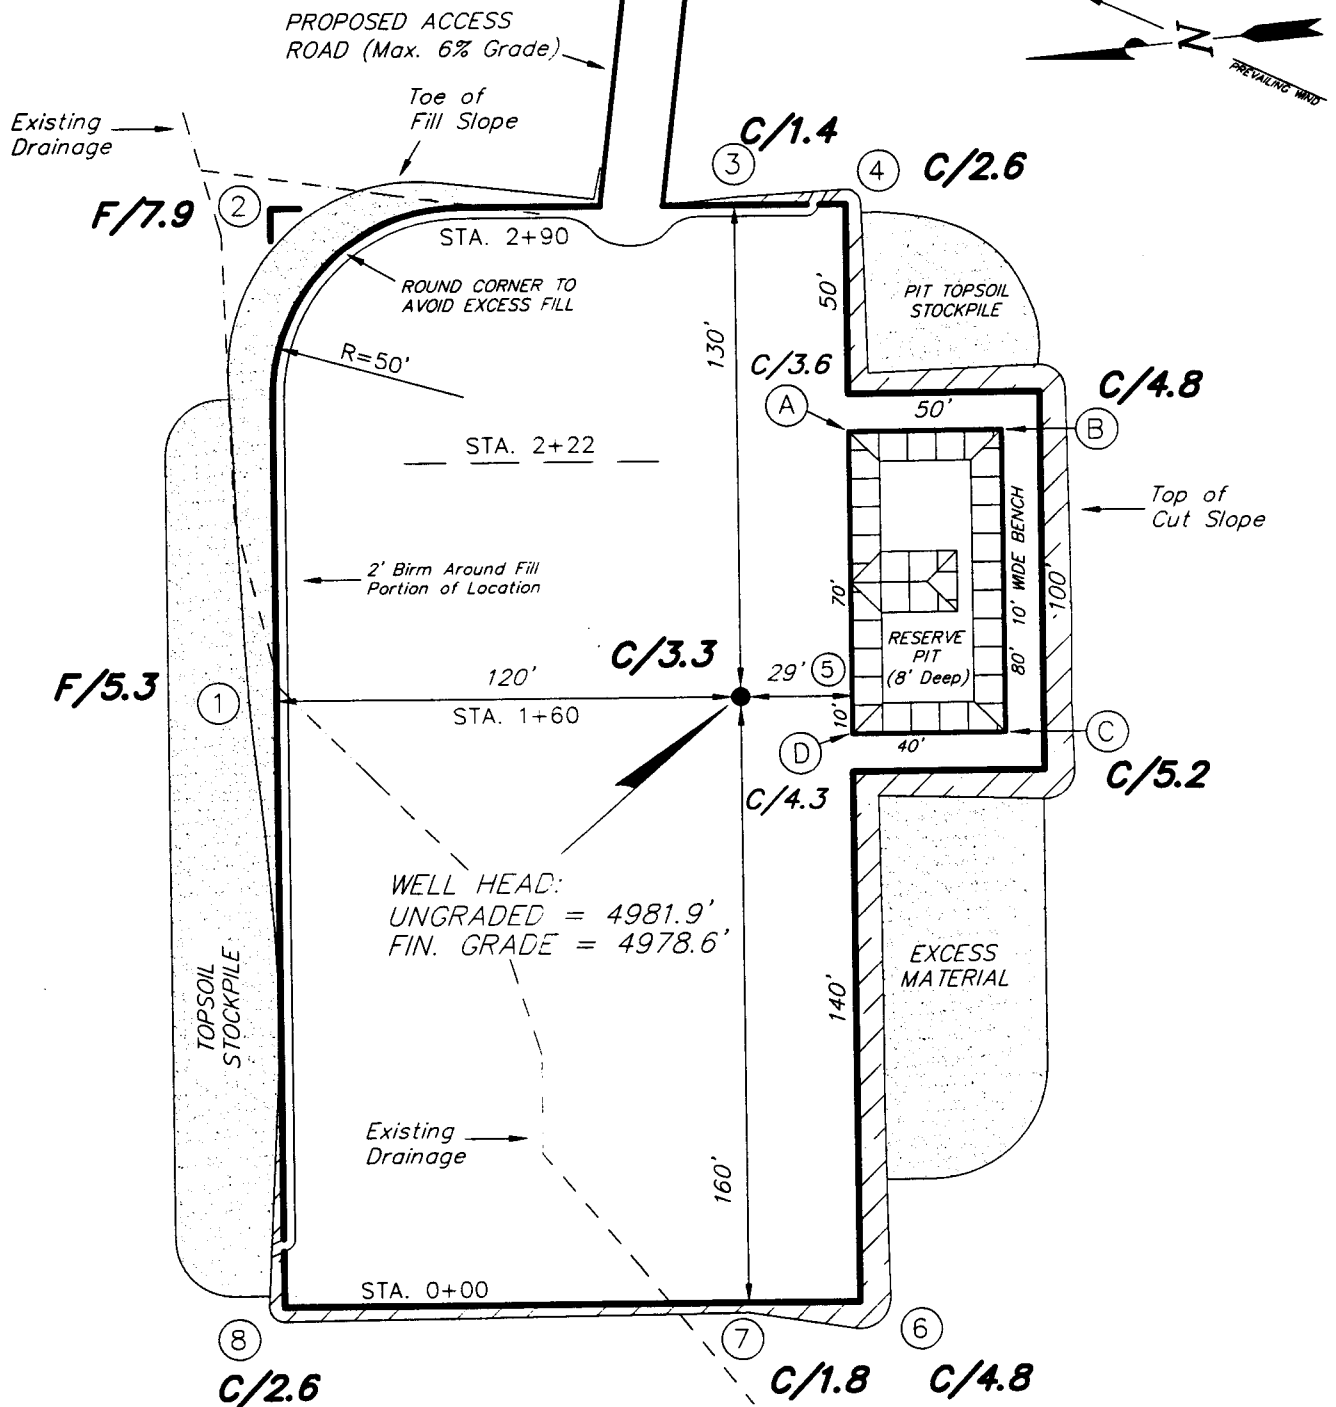 PROPOSED ACCESS
ROAD (Max. 6% Grade)
N
PREVAILING WIND
Toe of
Fill Slope
Existing
Drainage
C/1.4
3
4
C/2.6
F/7.9
2
STA. 2+90
ROUND CORNER TO
AVOID EXCESS FILL
50'
PIT TOPSOIL
STOCKPILE
R=50'
130'
C/3.6
C/4.8
A
50'
B
STA. 2+22
Top of
Cut Slope
2' Birm Around Fill
Portion of Location
70'
10' WIDE BENCH
100'
RESERVE
PIT
(8' Deep)
80'
F/5.3
1
120'
C/3.3
29'
5
STA. 1+60
10'
D
40'
C
C/4.3
C/5.2
WELL HEAD:
UNGRADED = 4981.9'
FIN. GRADE = 4978.6'
TOPSOIL
STOCKPILE
140'
EXCESS
MATERIAL
Existing
Drainage
160'
STA. 0+00
8
7
6
C/2.6
C/1.8
C/4.8